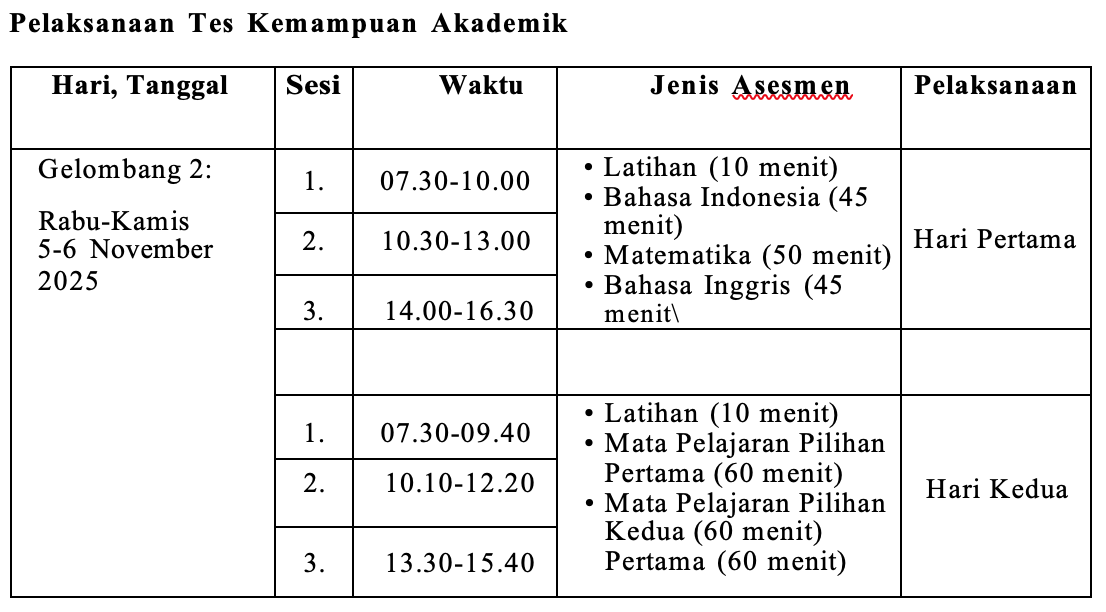 Pelaksanaan Tes Kemampuan Akademik
Hari, Tanggal Sesi Waktu Jenis Asesmen Pelaksanaan
Gelombang 2:
Rabu-Kamis
5-6 November
2025
1. 07.30-10.00
2. 10.30-13.00
3. 14.00-16.30
• Latihan (10 menit)
• Bahasa Indonesia (45
menit)
• Matematika (50 menit)
• Bahasa Inggris (45
menit\
Hari Pertama
1. 07.30-09.40
2. 10.10-12.20
3. 13.30-15.40
• Latihan (10 menit)
• Mata Pelajaran Pilihan
Pertama (60 menit)
• Mata Pelajaran Pilihan
Kedua (60 menit)
Pertama (60 menit)
Hari Kedua